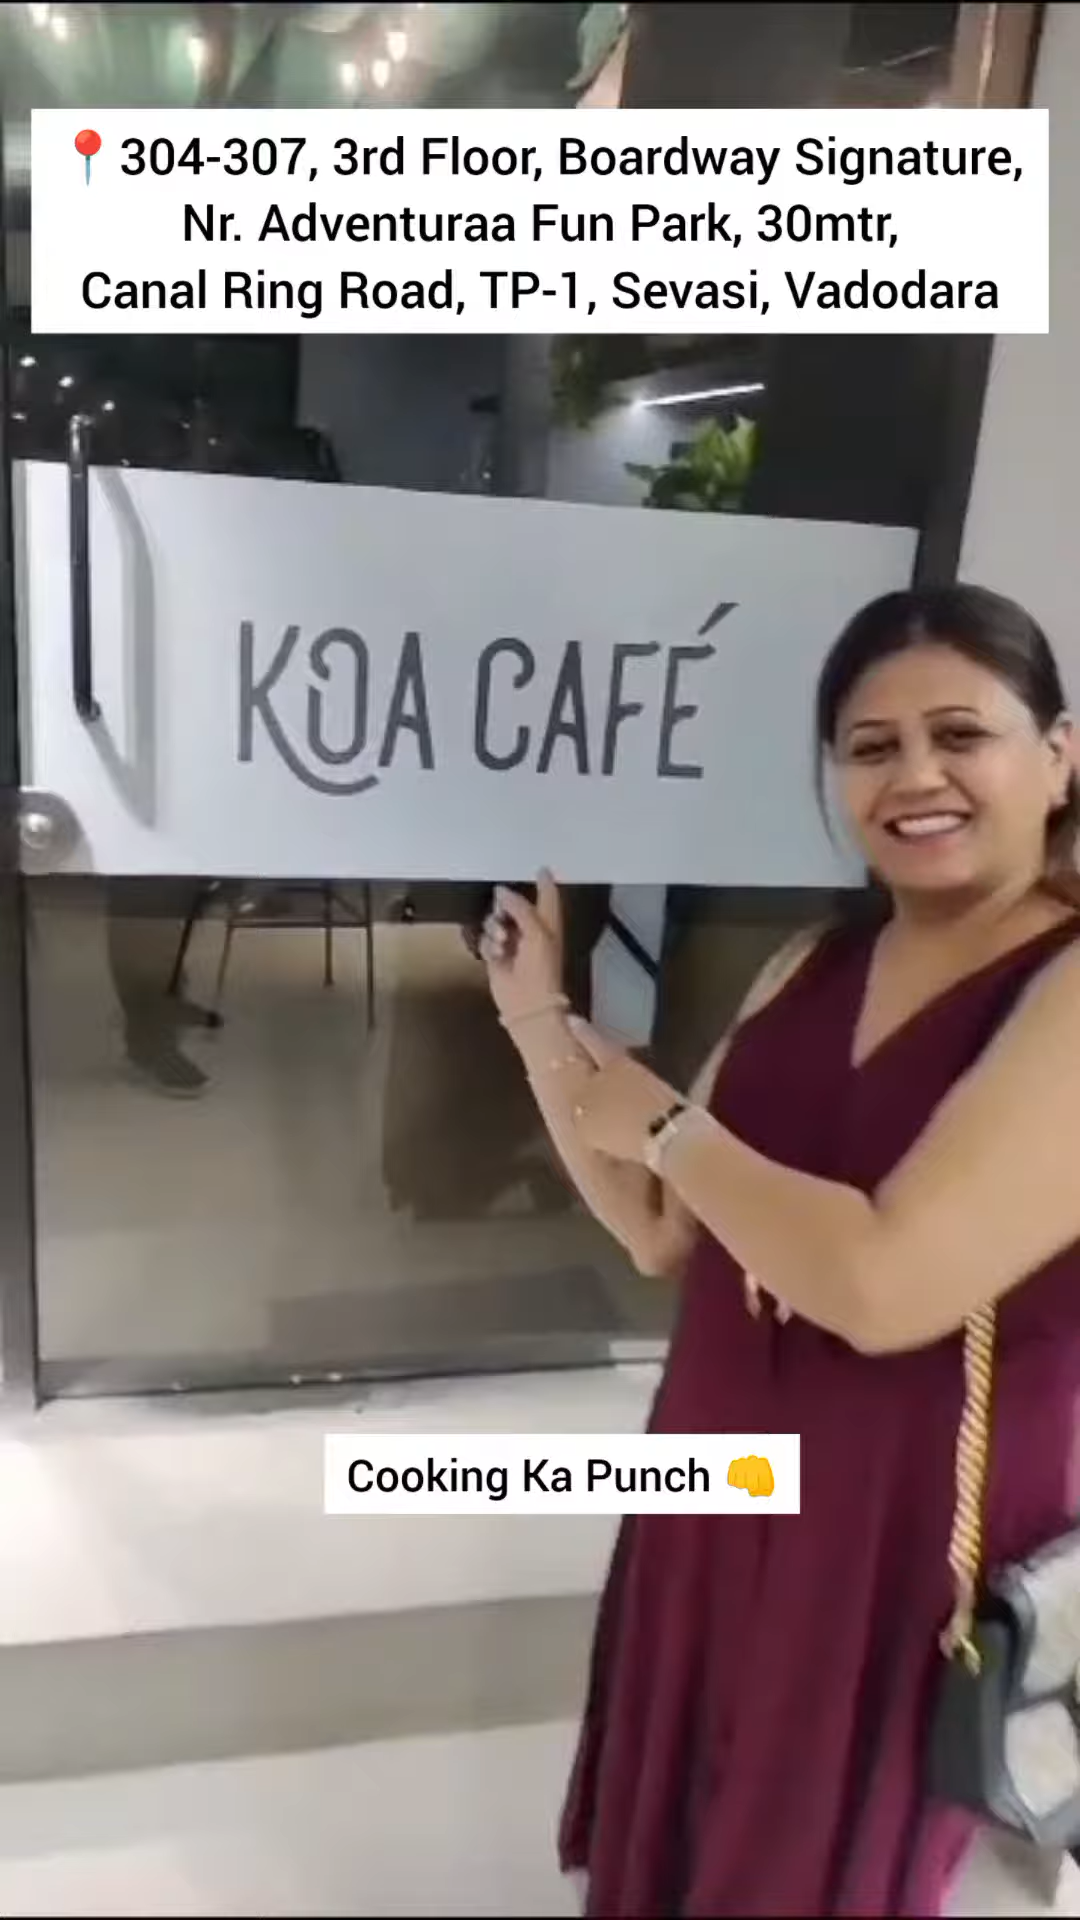 📍304-307, 3rd Floor, Boardway Signature,
Nr. Adventuraa Fun Park, 30mtr,
Canal Ring Road, TP-1, Sevasi, Vadodara
KOA CAFÉ
Cooking Ka Punch 👊